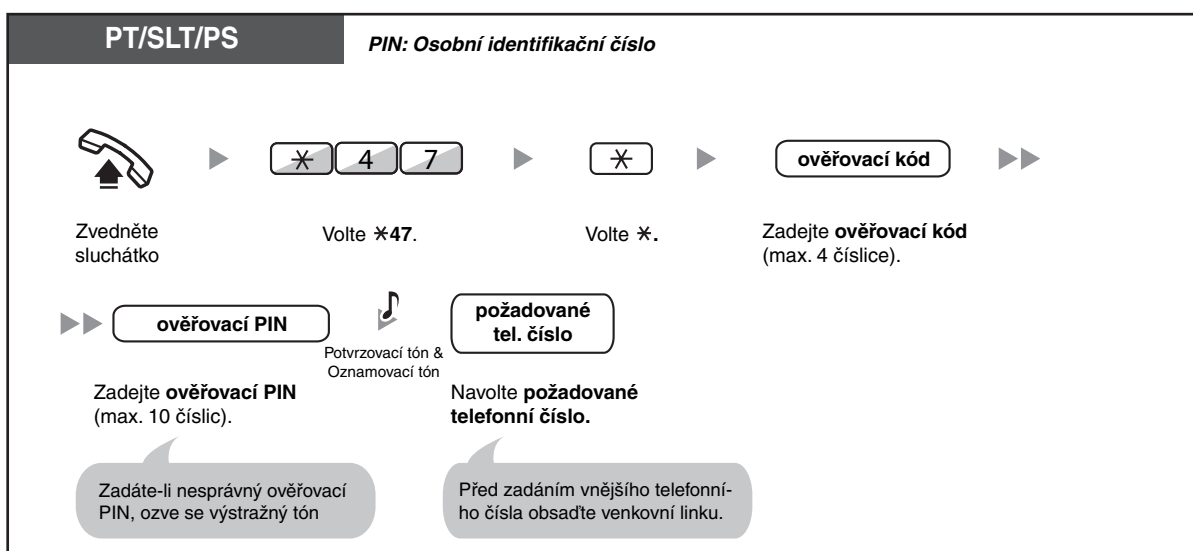 PT/SLT/PS
PIN: Osobní identifikační číslo
✳ 4 7
✳
ověřovací kód
Zvedněte
sluchátko
Volte ✳47.
Volte ✳.
Zadejte ověřovací kód
(max. 4 číslice).
ověřovací PIN
Potvrzovací tón &
Oznamovací tón
požadované
tel. číslo
Zadejte ověřovací PIN
(max. 10 číslic).
Navolte požadované
telefonní číslo.
Zadáte-li nesprávný ověřovací
PIN, ozve se výstražný tón
Před zadáním vnějšího telefonní-
ho čísla obsaďte venkovní linku.